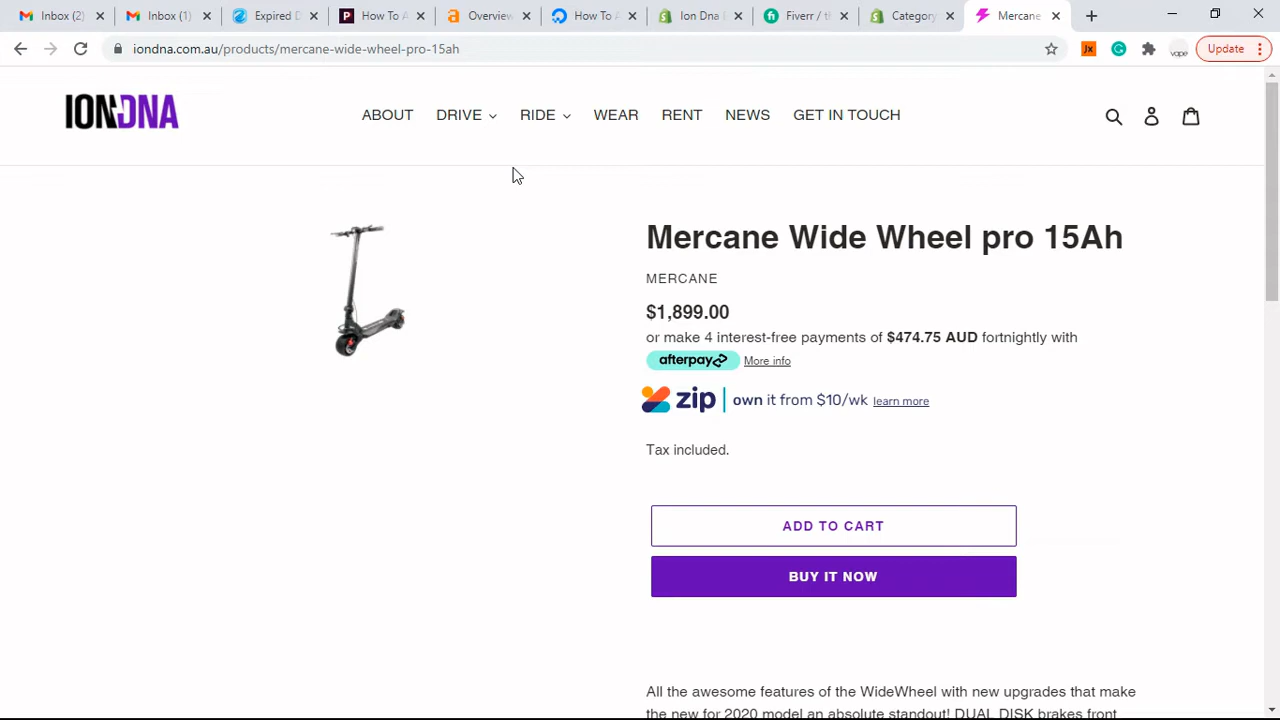 Inbox (2)
Inbox (1)
Expired D
How To A
Overview
How To A
Ion Dna D
Fiverr / th
Category
Mercane
iondna.com.au/products/mercane-wide-wheel-pro-15ah
Jx
vape
Update
IONDNA
ABOUT
DRIVE
RIDE
WEAR
RENT
NEWS
GET IN TOUCH
Mercane Wide Wheel pro 15Ah
MERCANE
$1,899.00
or make 4 interest-free payments of $474.75 AUD fortnightly with
afterpay More info
zip own it from $10/wk learn more
Tax included.
ADD TO CART
BUY IT NOW
All the awesome features of the WideWheel with new upgrades that make
the new for 2020 model an absolute standout! DUAL DISK brakes front